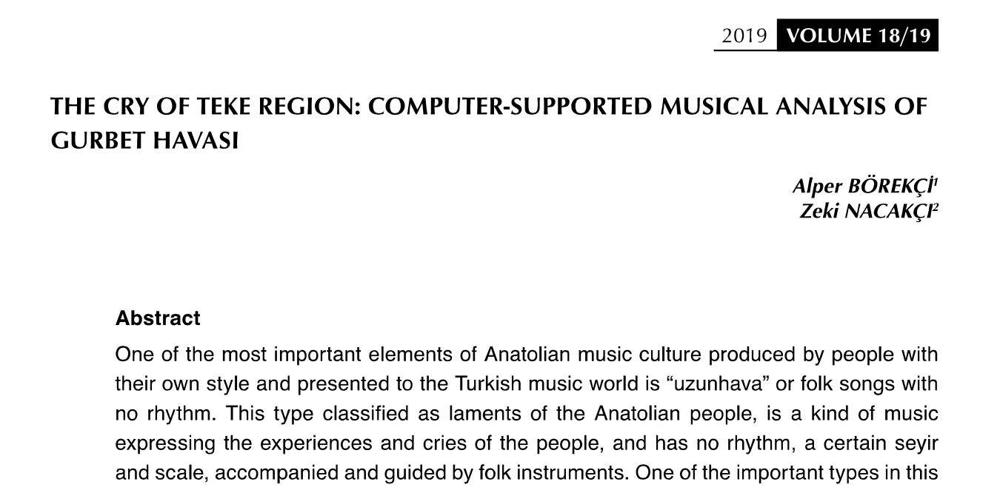 2019 VOLUME 18/19
THE CRY OF TEKE REGION: COMPUTER-SUPPORTED MUSICAL ANALYSIS OF
GURBET HAVASI
Alper BÖREKÇİ¹
Zeki NACAKÇI²
Abstract
One of the most important elements of Anatolian music culture produced by people with
their own style and presented to the Turkish music world is “uzunhava” or folk songs with
no rhythm. This type classified as laments of the Anatolian people, is a kind of music
expressing the experiences and cries of the people, and has no rhythm, a certain seyir
and scale, accompanied and guided by folk instruments. One of the important types in this